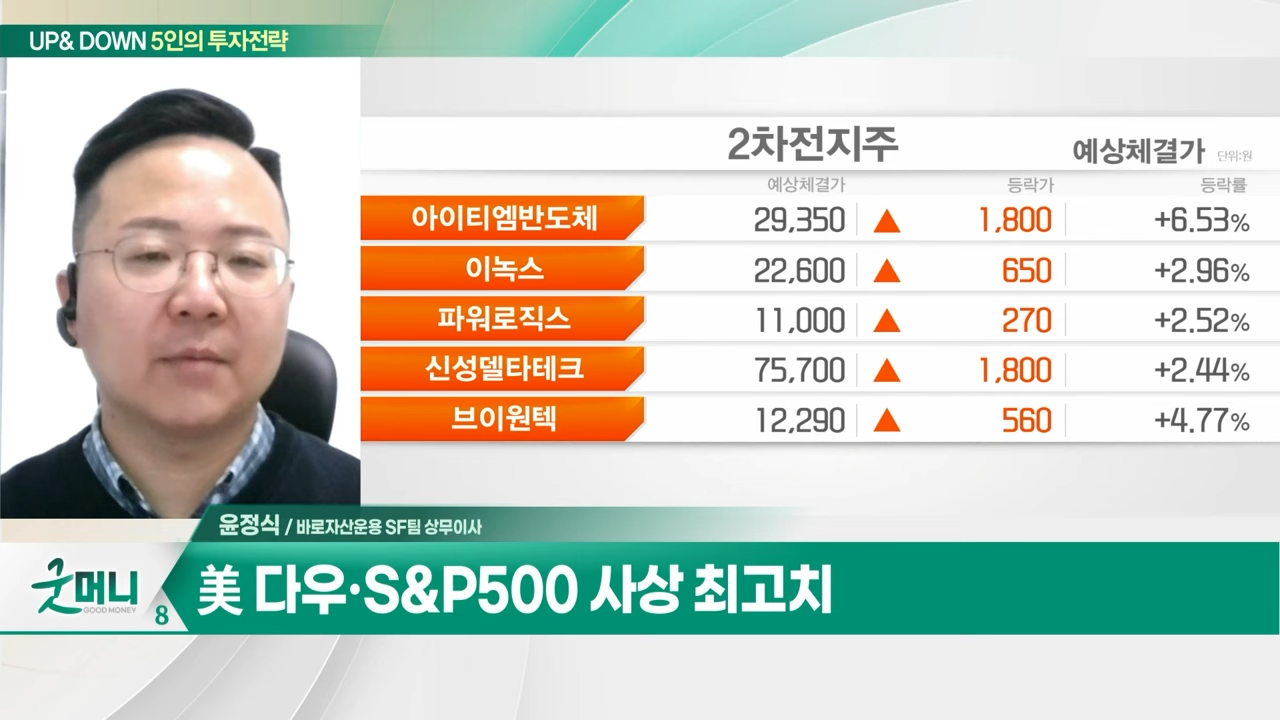 UP& DOWN 5인의 투자전략
2차전지주 예상체결가 단위:원
예상체결가 등락가 등락률
아이티엠반도체 29,350 ▲ 1,800 +6.53%
이녹스 22,600 ▲ 650 +2.96%
파워로직스 11,000 ▲ 270 +2.52%
신성델타테크 75,700 ▲ 1,800 +2.44%
브이원텍 12,290 ▲ 560 +4.77%
윤정식 / 바로자산운용 SF팀 상무이사
굿머니
GOOD MONEY
8
美 다우·S&P500 사상 최고치